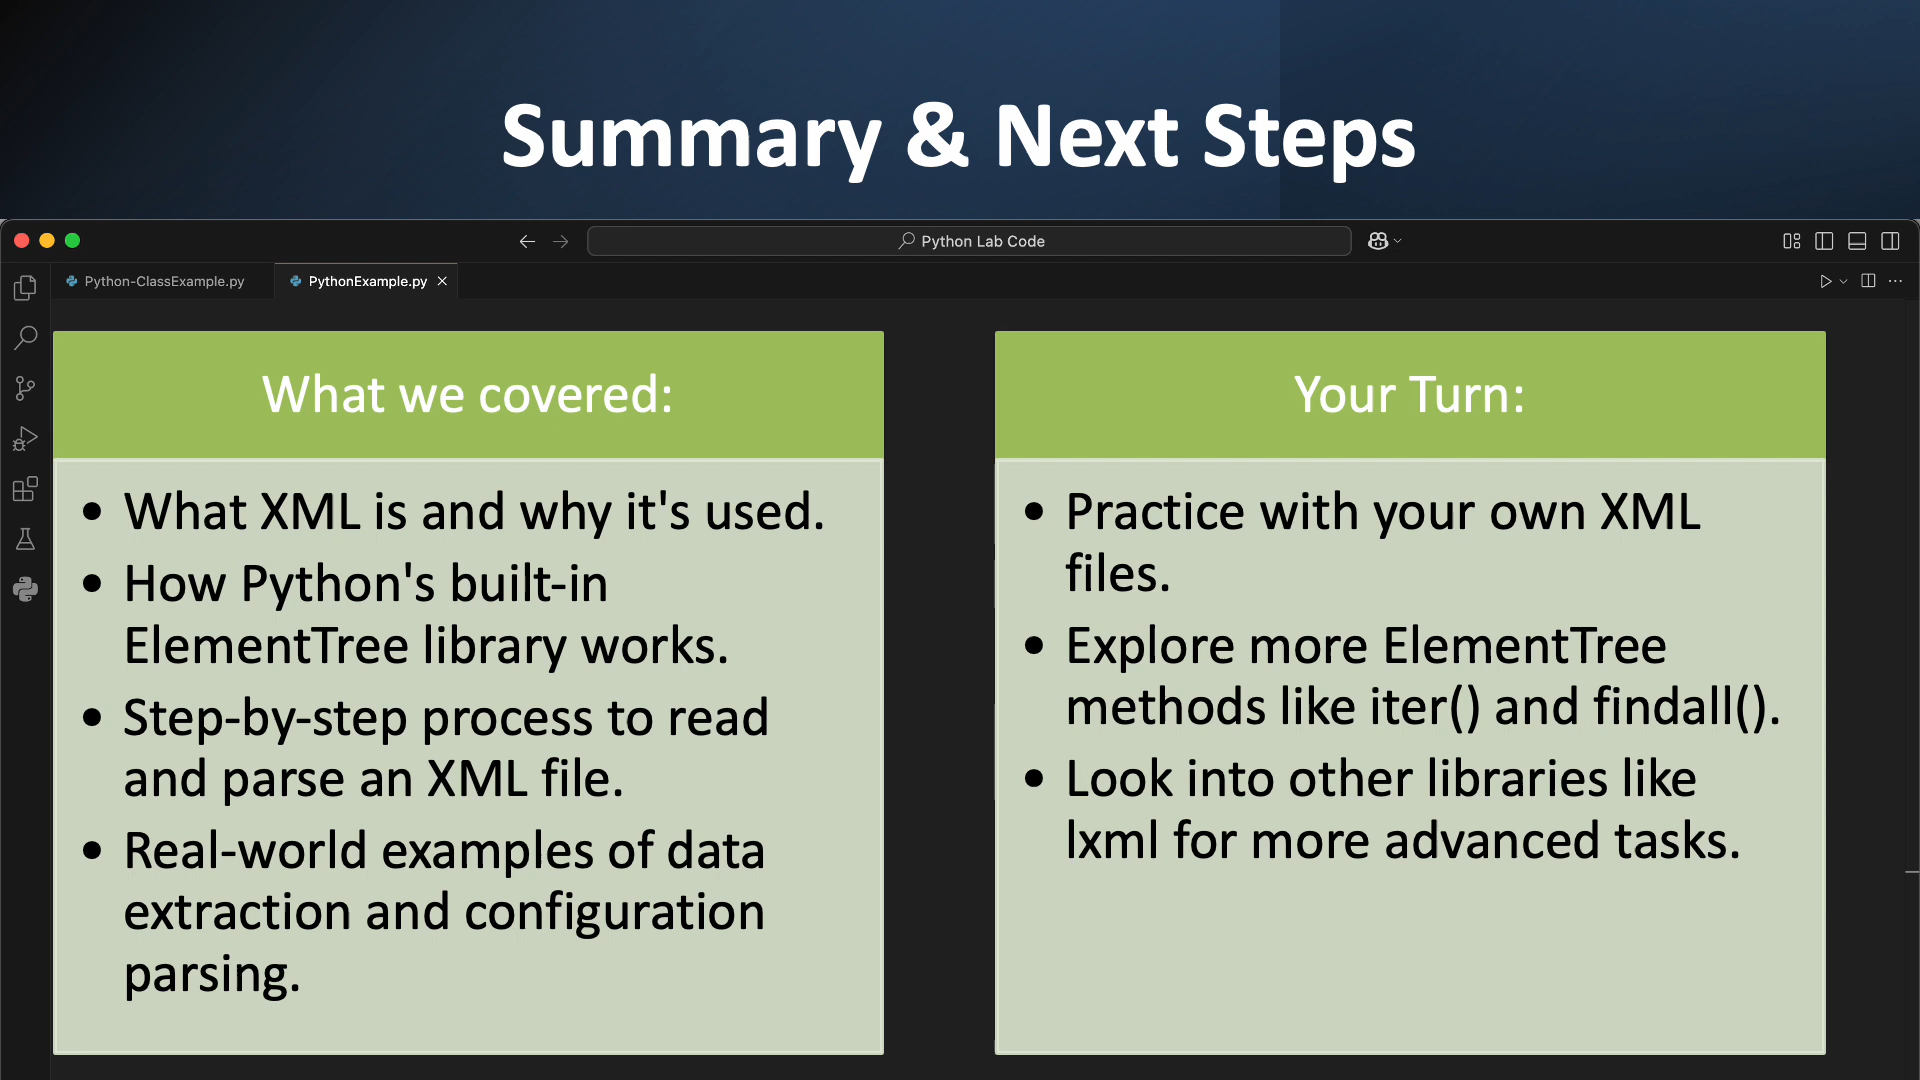 Summary & Next Steps
Python Lab Code
Python-ClassExample.py
PythonExample.py
What we covered:
• What XML is and why it's used.
• How Python's built-in
ElementTree library works.
• Step-by-step process to read
and parse an XML file.
• Real-world examples of data
extraction and configuration
parsing.
Your Turn:
• Practice with your own XML
files.
• Explore more ElementTree
methods like iter() and findall().
• Look into other libraries like
lxml for more advanced tasks.